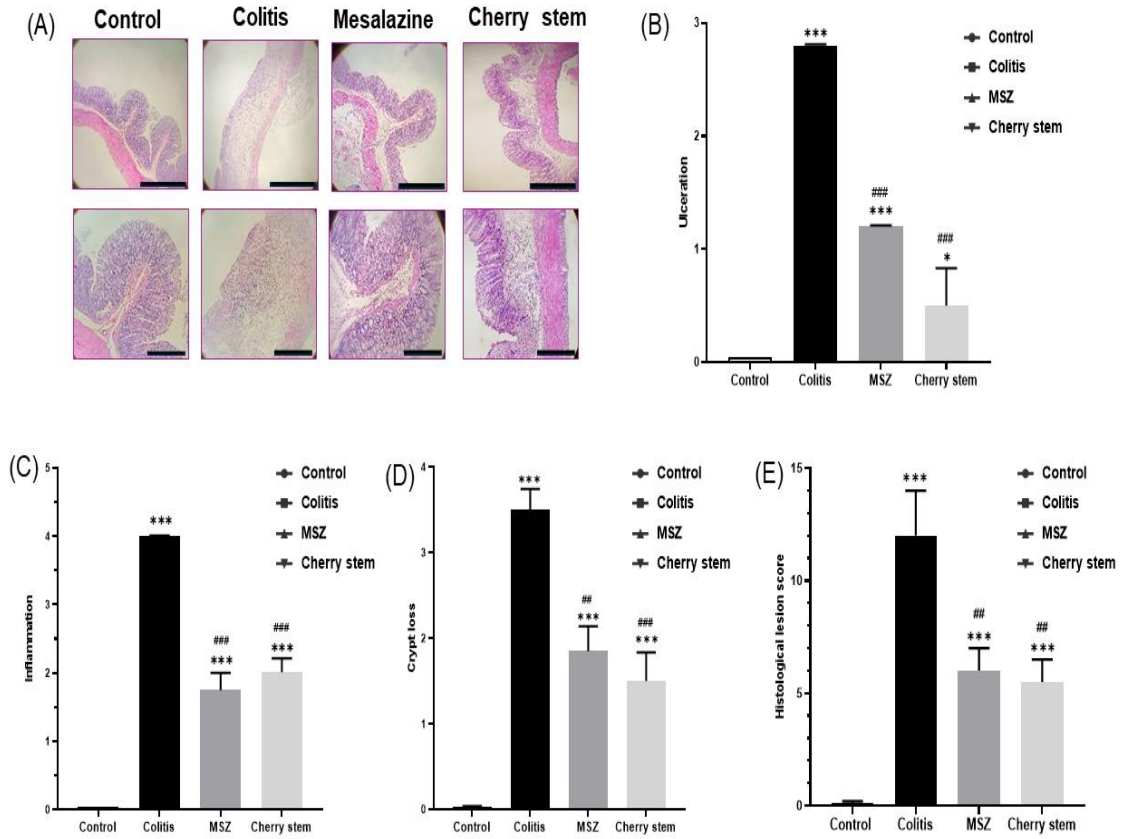 (A)
Control
Colitis
Mesalazine
Cherry stem
(B)
3
2
1
0
Ulceration
***
###
***
###
*
Control
Colitis
MSZ
Cherry stem
Control
Colitis
MSZ
Cherry stem
(C)
5
4
3
2
1
0
Inflammation
***
###
***
###
***
Control
Colitis
MSZ
Cherry stem
Control
Colitis
MSZ
Cherry stem
(D)
4
3
2
1
0
Crypt loss
***
##
***
###
***
Control
Colitis
MSZ
Cherry stem
Control
Colitis
MSZ
Cherry stem
(E)
15
10
5
0
Histological lesion score
***
##
***
##
***
Control
Colitis
MSZ
Cherry stem
Control
Colitis
MSZ
Cherry stem